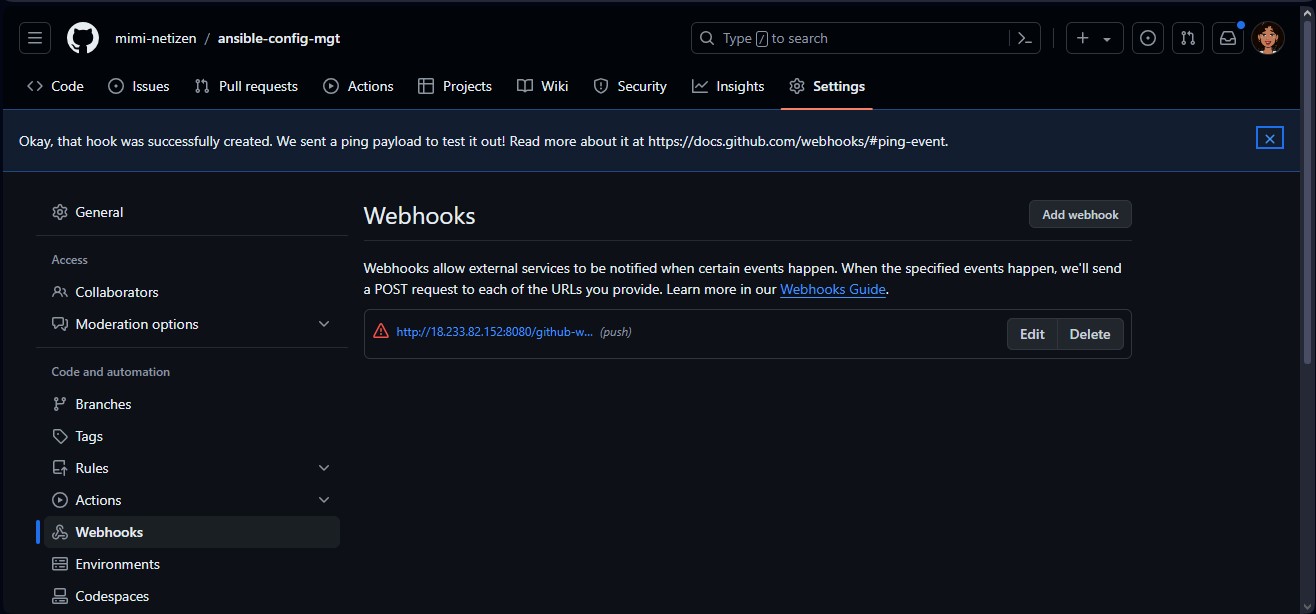 mimi-netizen / ansible-config-mgt
Type / to search
Code
Issues
Pull requests
Actions
Projects
Wiki
Security
Insights
Settings
Okay, that hook was successfully created. We sent a ping payload to test it out! Read more about it at https://docs.github.com/webhooks/#ping-event.
General
Access
Collaborators
Moderation options
Code and automation
Branches
Tags
Rules
Actions
Webhooks
Environments
Codespaces
Webhooks
Add webhook
Webhooks allow external services to be notified when certain events happen. When the specified events happen, we'll send
a POST request to each of the URLs you provide. Learn more in our Webhooks Guide.
http://18.233.82.152:8080/github-w... (push)
Edit
Delete